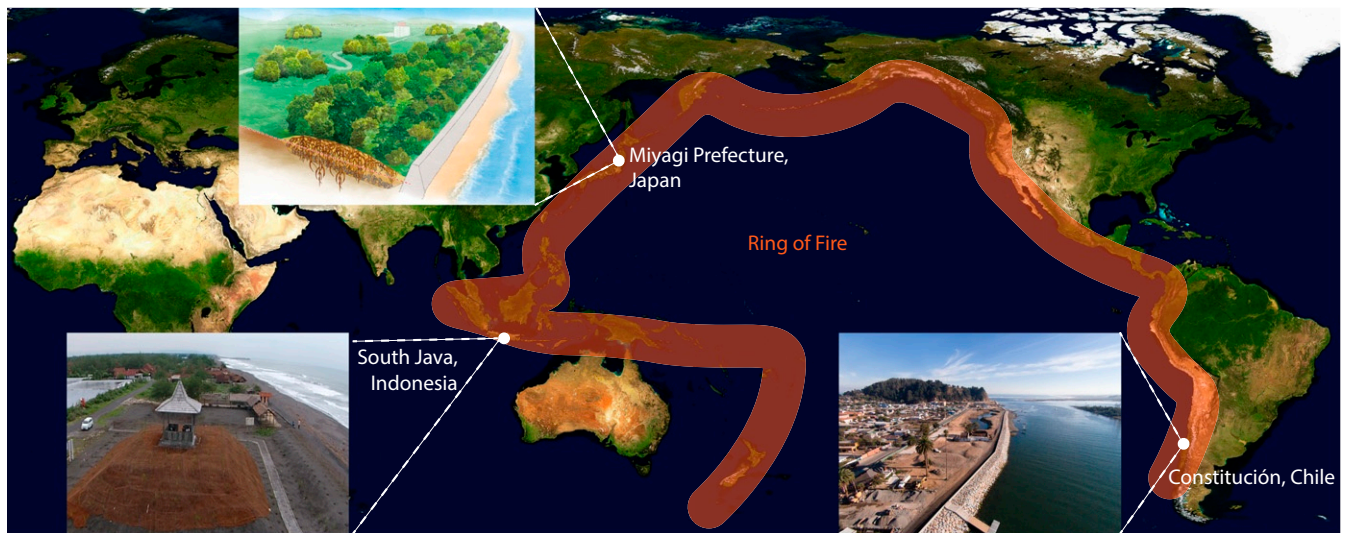 Miyagi Prefecture,
Japan
Ring of Fire
South Java,
Indonesia
Constitución, Chile